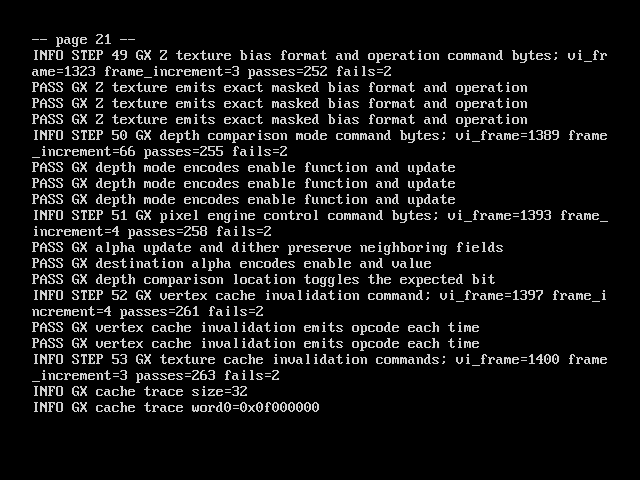 -- page 21 --
INFO STEP 49 GX Z texture bias format and operation command bytes; vi_fr
ame=1323 frame_increment=3 passes=252 fails=2
PASS GX Z texture emits exact masked bias format and operation
PASS GX Z texture emits exact masked bias format and operation
PASS GX Z texture emits exact masked bias format and operation
INFO STEP 50 GX depth comparison mode command bytes; vi_frame=1389 frame
_increment=66 passes=255 fails=2
PASS GX depth mode encodes enable function and update
PASS GX depth mode encodes enable function and update
PASS GX depth mode encodes enable function and update
INFO STEP 51 GX pixel engine control command bytes; vi_frame=1393 frame_
increment=4 passes=258 fails=2
PASS GX alpha update and dither preserve neighboring fields
PASS GX destination alpha encodes enable and value
PASS GX depth comparison location toggles the expected bit
INFO STEP 52 GX vertex cache invalidation command; vi_frame=1397 frame_i
ncrement=4 passes=261 fails=2
PASS GX vertex cache invalidation emits opcode each time
PASS GX vertex cache invalidation emits opcode each time
INFO STEP 53 GX texture cache invalidation commands; vi_frame=1400 frame
_increment=3 passes=263 fails=2
INFO GX cache trace size=32
INFO GX cache trace word0=0x0f000000